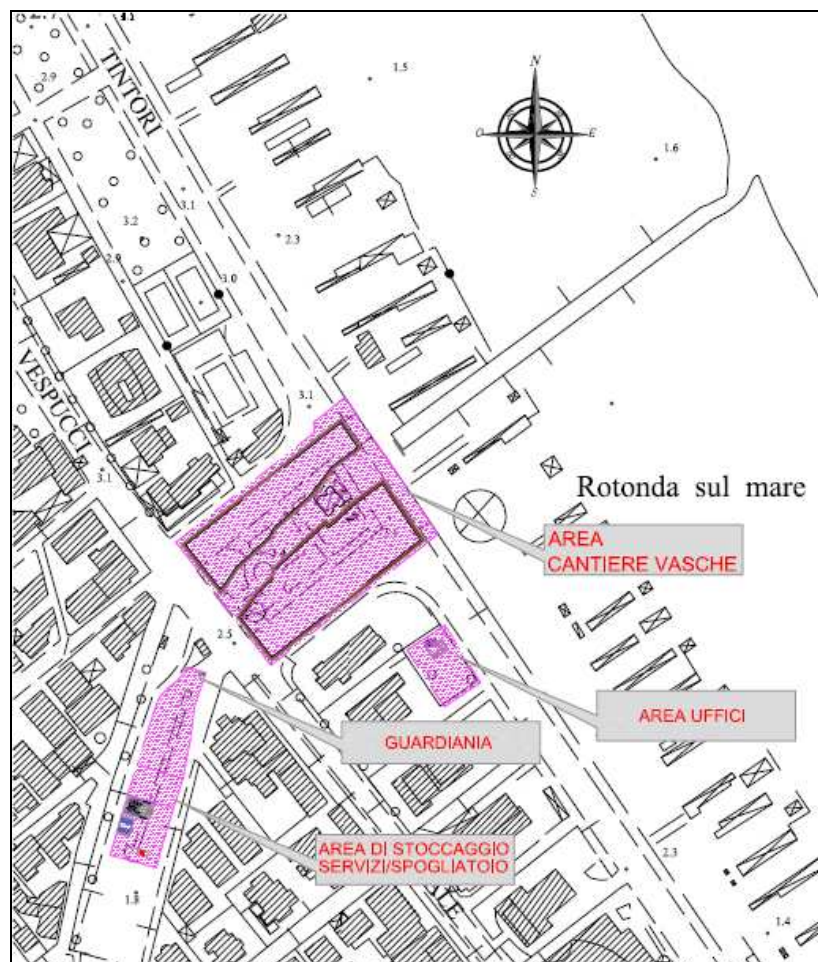 2.9
TINTORI
1.5
N
O
E
S
1.6
3.1
3.2
2.3
2.9
3.0
VESPUCCI
3.1
3.1
Rotonda sul mare
AREA
CANTIERE VASCHE
2.5
AREA UFFICI
GUARDIANIA
AREA DI STOCCAGGIO
SERVIZI/SPOGLIATOIO
2.3
1.4